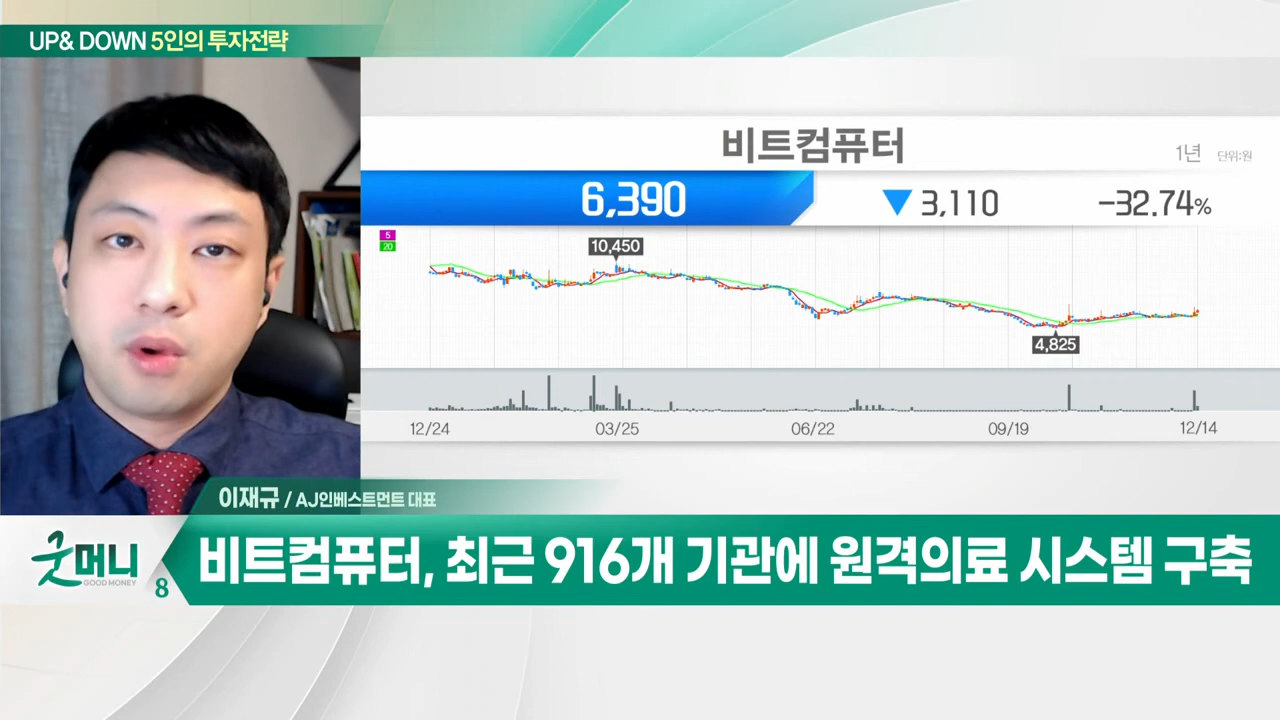 UP& DOWN 5인의 투자전략
비트컴퓨터
1년 단위:원
6,390 ▼ 3,110 -32.74%
5
20
10,450
4,825
12/24 03/25 06/22 09/19 12/14
이재규 / AJ인베스트먼트 대표
굿머니
GOOD MONEY
8
비트컴퓨터, 최근 916개 기관에 원격의료 시스템 구축